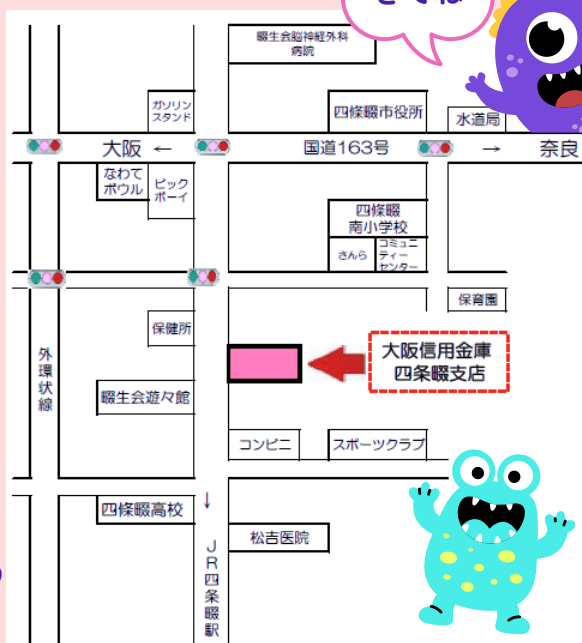 きてね
畷生会脳神経外科
病院
ガソリン
スタンド
四條畷市役所
水道局
大阪 ←
国道163号
→ 奈良
なわて
ボウル
ビック
ボーイ
四條畷
南小学校
さんら
コミュニ
ティー
センター
保育園
保健所
大阪信用金庫
四条畷支店
外環状線
畷生会遊々館
コンビニ
スポーツクラブ
四條畷高校
↓
JR四条畷駅
松吉医院